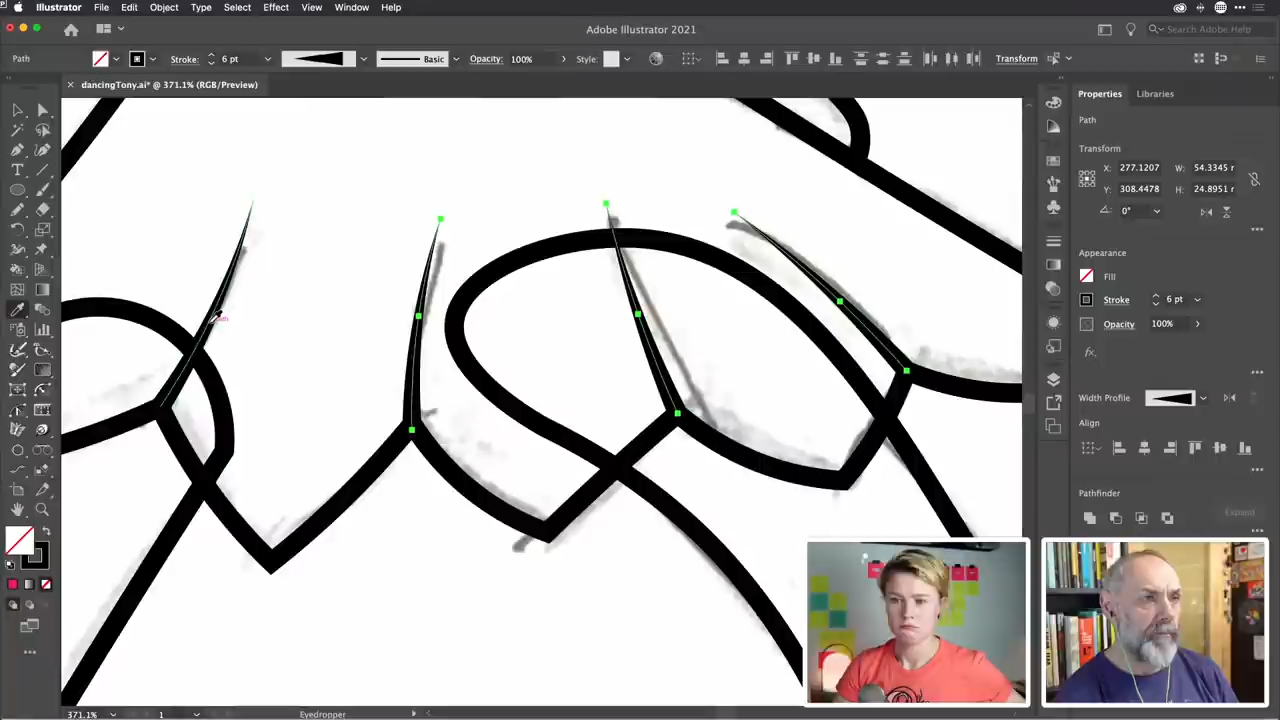 Illustrator File Edit Object Type Select Effect View Window Help
Adobe Illustrator 2021
Search Adobe Help
Path Stroke: 6 pt Basic Opacity: 100% Style: Transform
× dancingTony.ai* @ 371.1% (RGB/Preview)
Properties Libraries
Path
Transform
X: 277.1207 W: 54.3345 r
Y: 308.4478 H: 24.8951 r
0°
Appearance
Fill
Stroke 6 pt
Opacity 100%
fx
Width Profile
Align
Pathfinder
Expand
371.1% 1 Eyedropper